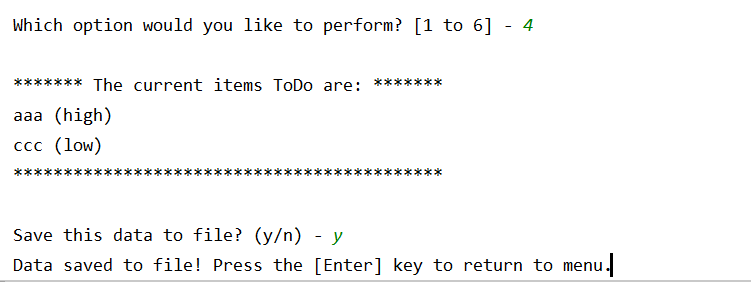 Which option would you like to perform? [1 to 6] - 4
******* The current items ToDo are: *******
aaa (high)
ccc (low)
*******************************************
Save this data to file? (y/n) - y
Data saved to file! Press the [Enter] key to return to menu.